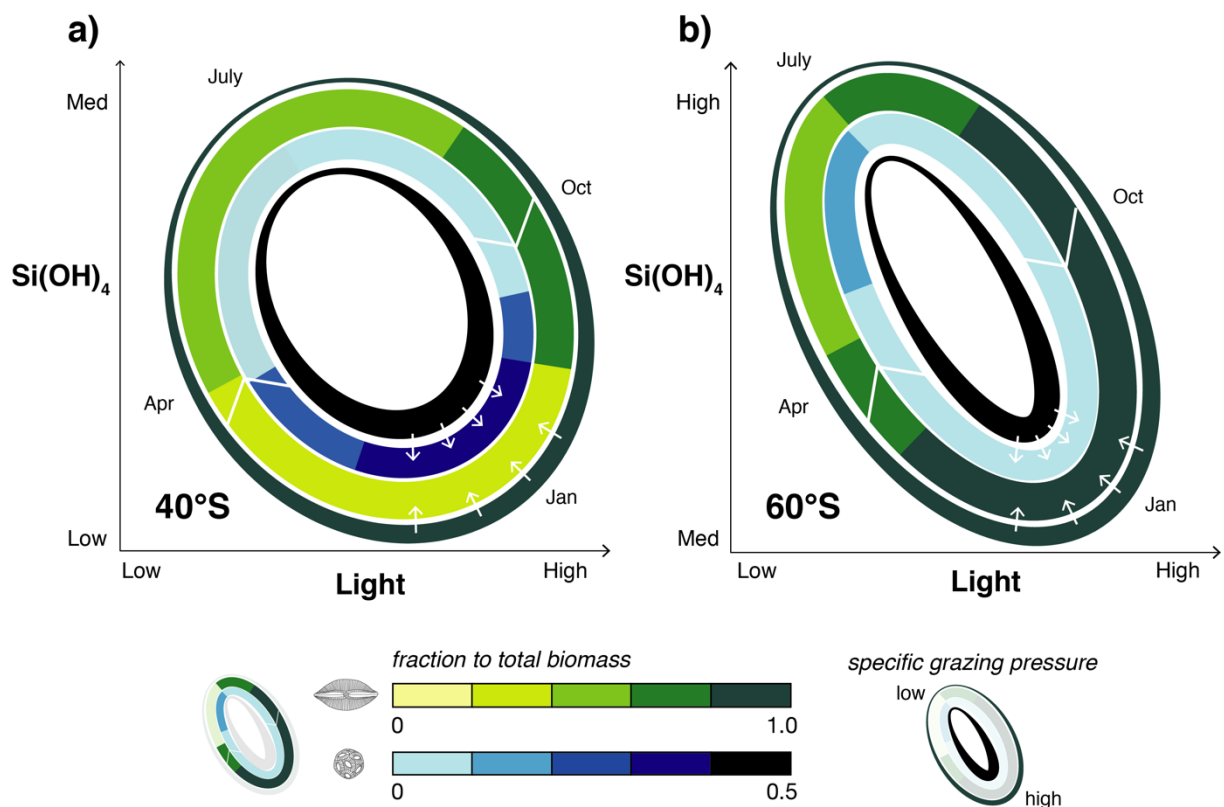 a)
July
Med
Oct
Si(OH)4
Apr
40°S
Jan
Low
Low
High
Light
b)
July
High
Oct
Si(OH)4
Apr
60°S
Jan
Med
Low
High
Light
fraction to total biomass
0
1.0
0
0.5
specific grazing pressure
low
high